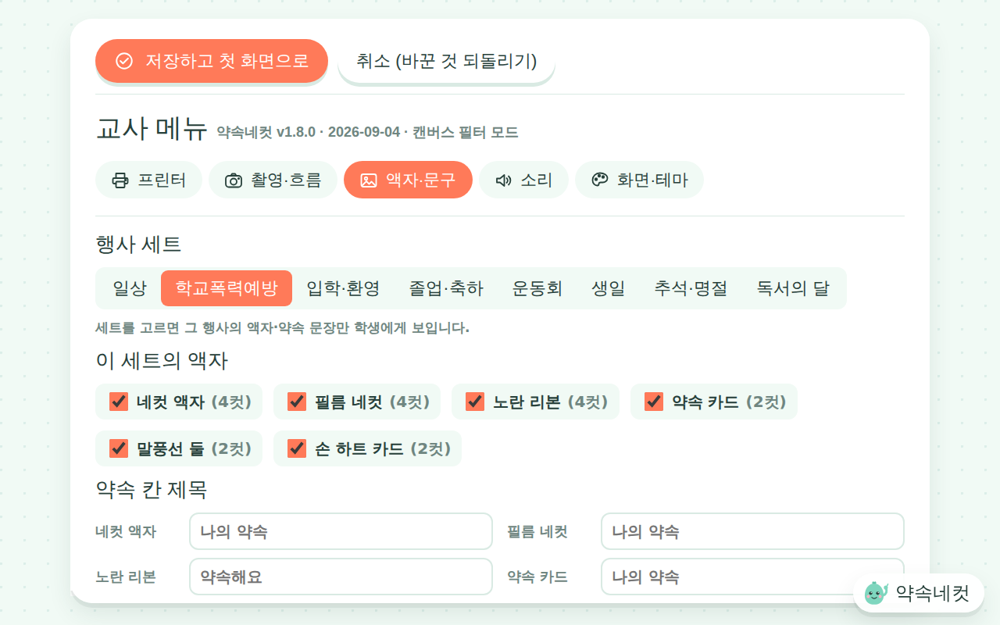 저장하고 첫 화면으로 취소 (바꾼 것 되돌리기)
교사 메뉴 약속네컷 v1.8.0 · 2026-09-04 · 캔버스 필터 모드
프린터 촬영·흐름 액자·문구 소리 화면·테마
행사 세트
일상 학교폭력예방 입학·환영 졸업·축하 운동회 생일 추석·명절 독서의 달
세트를 고르면 그 행사의 액자·약속 문장만 학생에게 보입니다.
이 세트의 액자
네컷 액자 (4컷) 필름 네컷 (4컷) 노란 리본 (4컷) 약속 카드 (2컷)
말풍선 둘 (2컷) 손 하트 카드 (2컷)
약속 칸 제목
네컷 액자 나의 약속 필름 네컷 나의 약속
노란 리본 약속해요 약속 카드 나의 약속
약속네컷